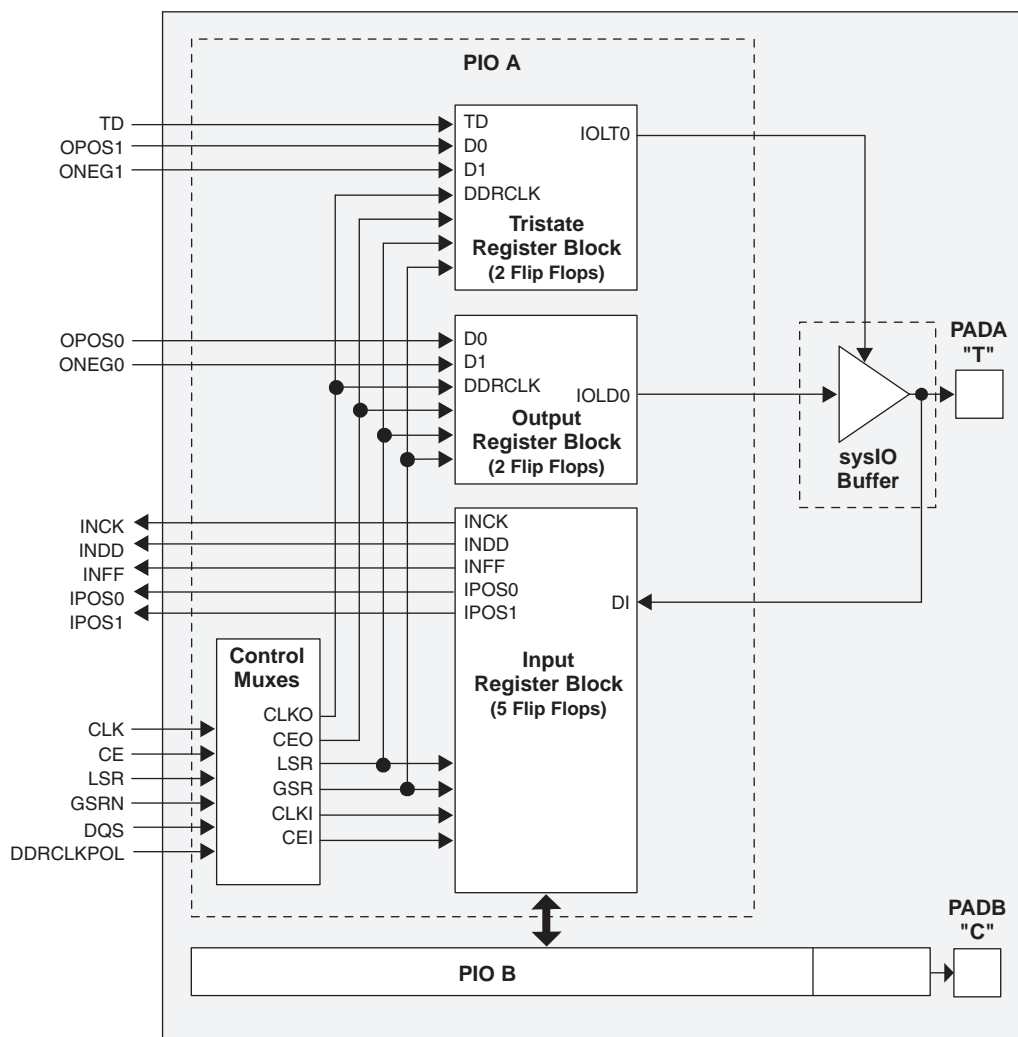 PIO A
TD
OPOS1
ONEG1
TD
D0
D1
DDRCLK
IOLT0
Tristate
Register Block
(2 Flip Flops)
OPOS0
ONEG0
D0
D1
DDRCLK
IOLD0
Output
Register Block
(2 Flip Flops)
PADA
"T"
sysIO
Buffer
INCK
INDD
INFF
IPOS0
IPOS1
INCK
INDD
INFF
IPOS0
IPOS1
DI
Input
Register Block
(5 Flip Flops)
Control
Muxes
CLK
CE
LSR
GSRN
DQS
DDRCLKPOL
CLKO
CEO
LSR
GSR
CLKI
CEI
PIO B
PADB
"C"